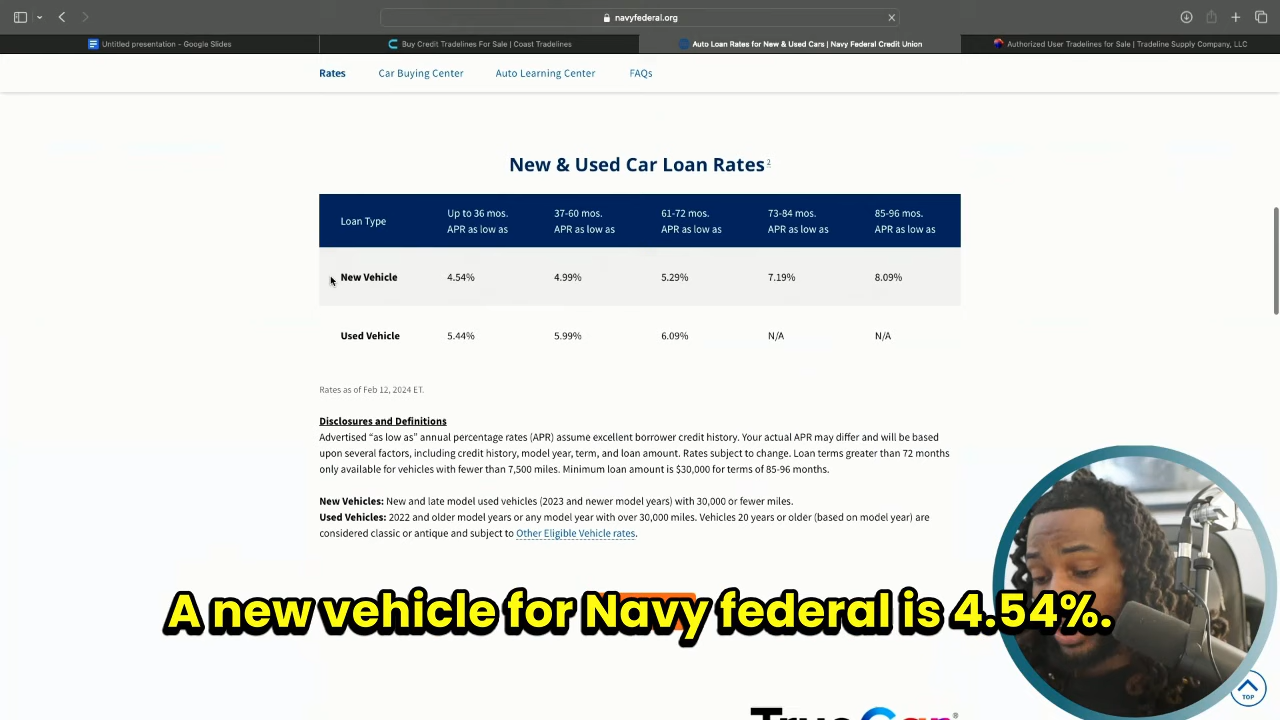 navyfederal.org
Untitled presentation - Google Slides
Buy Credit Tradelines For Sale | Coast Tradelines
Auto Loan Rates for New & Used Cars | Navy Federal Credit Union
Authorized User Tradelines for Sale | Tradeline Supply Company, LLC
Rates Car Buying Center Auto Learning Center FAQs
New & Used Car Loan Rates 2
Loan Type Up to 36 mos. APR as low as 37-60 mos. APR as low as 61-72 mos. APR as low as 73-84 mos. APR as low as 85-96 mos. APR as low as
New Vehicle 4.54% 4.99% 5.29% 7.19% 8.09%
Used Vehicle 5.44% 5.99% 6.09% N/A N/A
Rates as of Feb 12, 2024 ET.
Disclosures and Definitions
Advertised “as low as” annual percentage rates (APR) assume excellent borrower credit history. Your actual APR may differ and will be based
upon several factors, including credit history, model year, term, and loan amount. Rates subject to change. Loan terms greater than 72 months
only available for vehicles with fewer than 7,500 miles. Minimum loan amount is $30,000 for terms of 85-96 months.
New Vehicles: New and late model used vehicles (2023 and newer model years) with 30,000 or fewer miles.
Used Vehicles: 2022 and older model years or any model year with over 30,000 miles. Vehicles 20 years or older (based on model year) are
considered classic or antique and subject to Other Eligible Vehicle rates.
A new vehicle for Navy federal is 4.54%.
TOP
TrueCar®